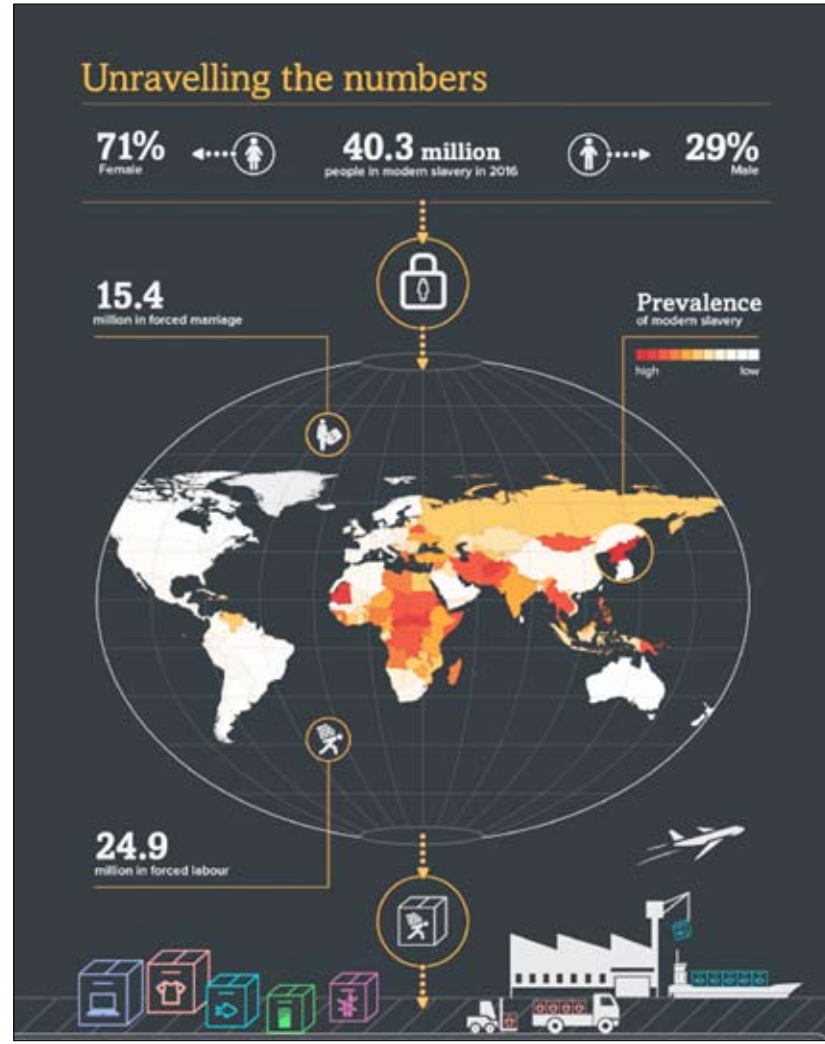 Unravelling the numbers
71%
Female
40.3 million
people in modern slavery in 2016
29%
Male
15.4
million in forced marriage
Prevalence
of modern slavery
high low
24.9
million in forced labour